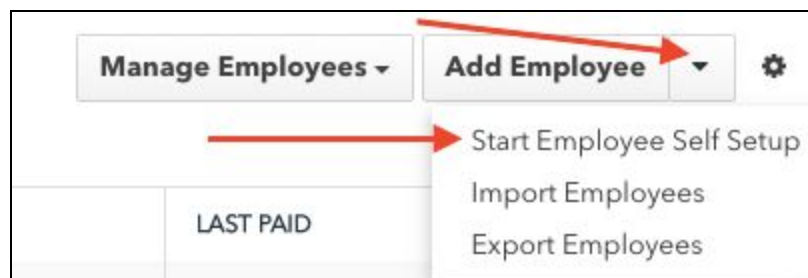 Manage Employees Add Employee
Start Employee Self Setup
Import Employees
LAST PAID
Export Employees